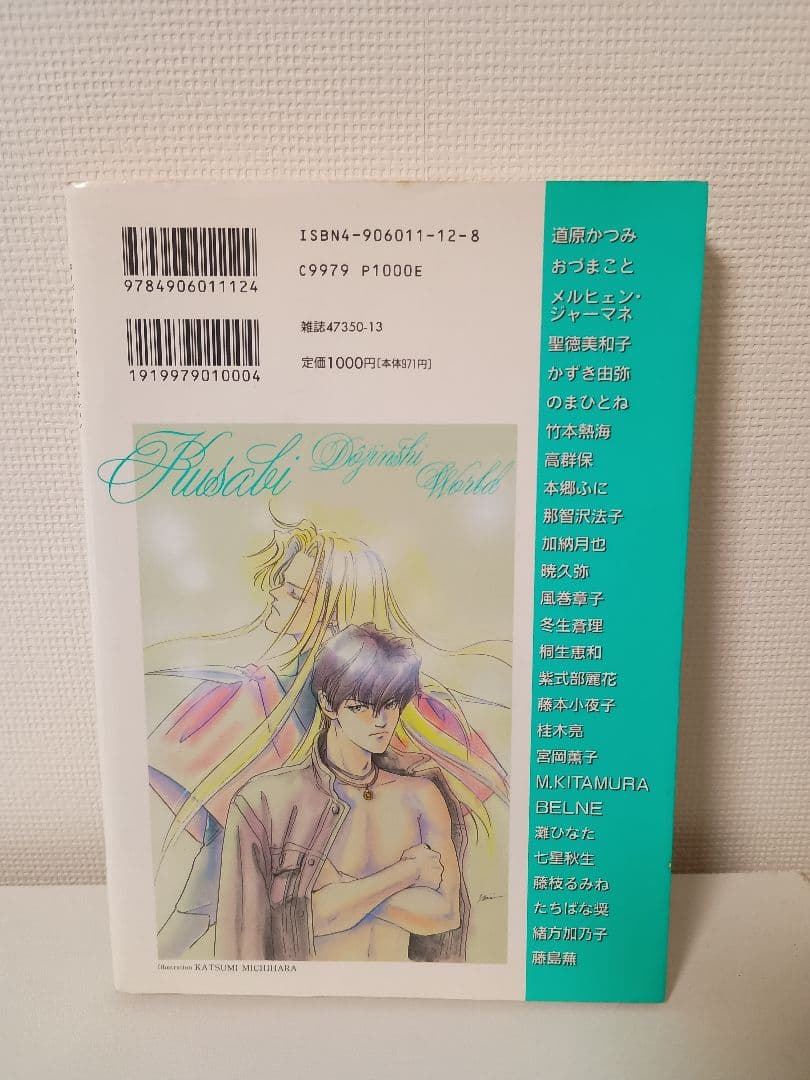 ISBN4-906011-12-8
C9979 P1000E
9784906011124
雑誌47350-13
定価1000円[本体971円]
1919979010004
Kusabi Dojinshi World
Illustration KATSUMI MICHIHARA
道原かつみ
おづまこと
メルヒェン・
ジャーマネ
聖徳美和子
かずき由弥
のまひとね
竹本熱海
高群保
本郷ふに
那智沢法子
加納月也
暁久弥
風巻章子
冬生蒼理
桐生恵和
紫式部麗花
藤本小夜子
桂木亮
宮岡薫子
M.KITAMURA
BELNE
灘ひなた
七星秋生
藤枝るみね
たちばな奨
緒方加乃子
藤島蕪